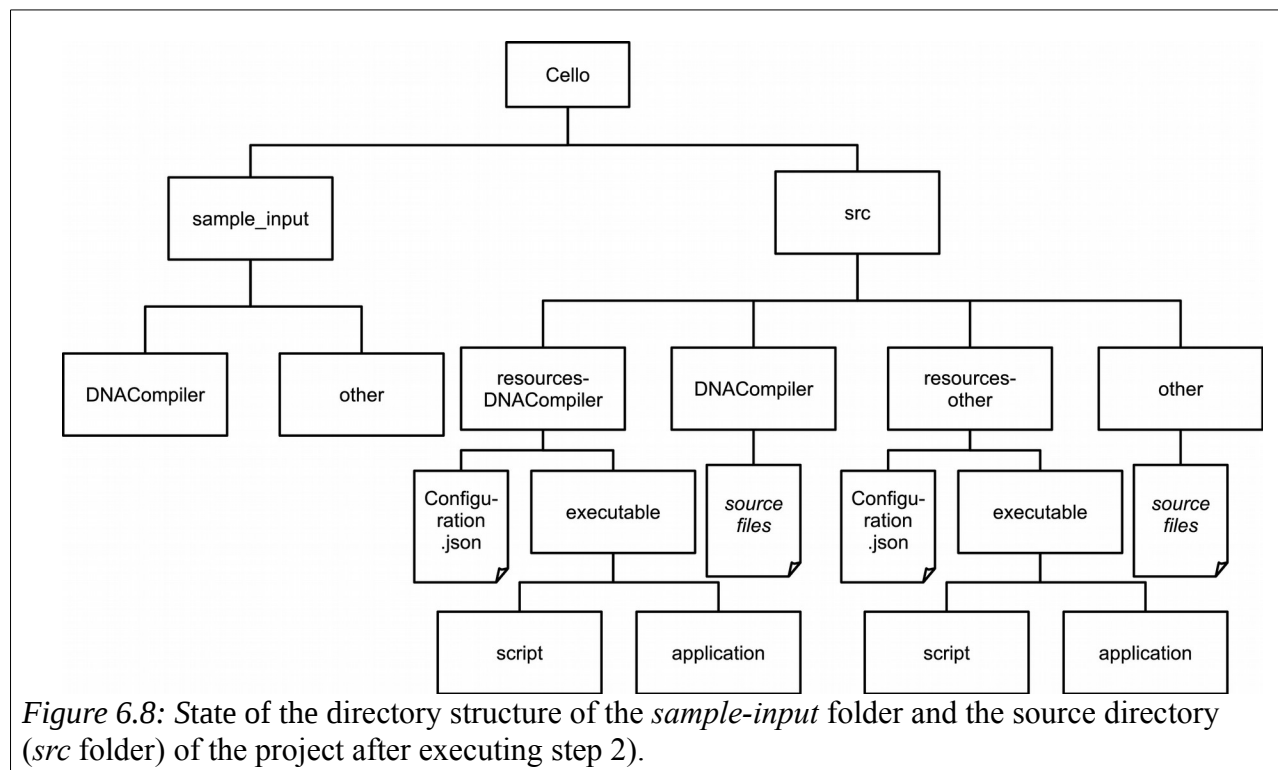 Cello
sample_input
src
DNACompiler
other
resources-
DNACompiler
DNACompiler
resources-
other
other
Configu-
ration
.json
executable
source
files
Configu-
ration
.json
executable
source
files
script
application
script
application
Figure 6.8: State of the directory structure of the sample-input folder and the source directory
(src folder) of the project after executing step 2).